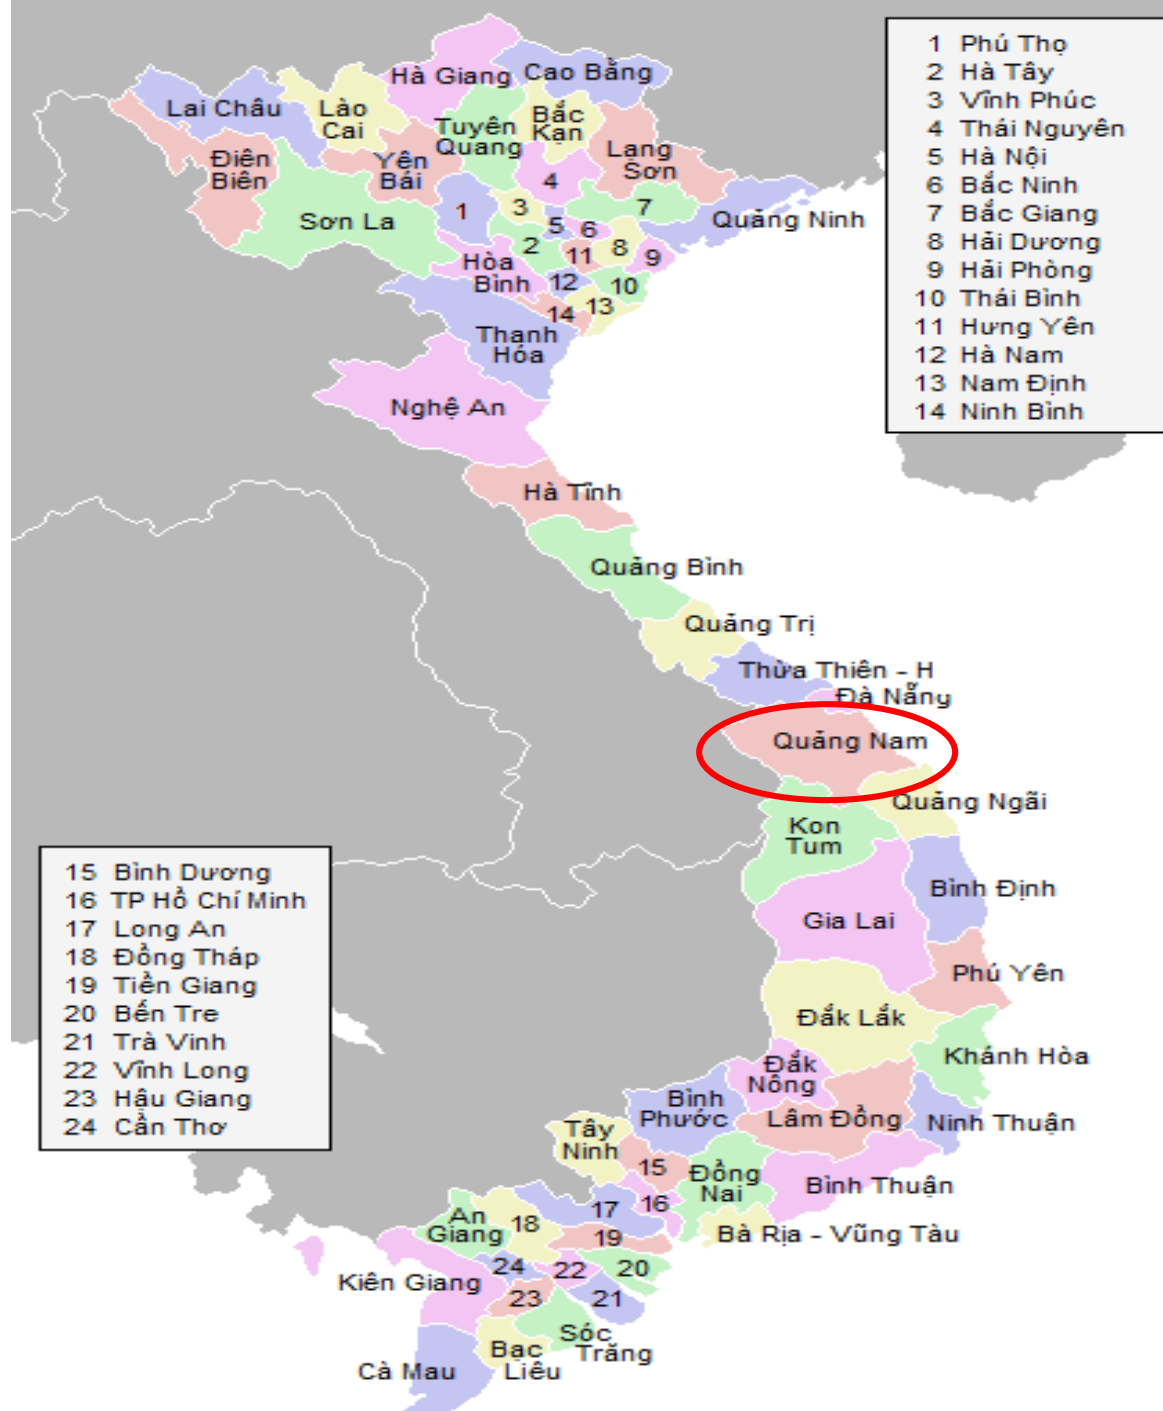 1 Phú Thọ
2 Hà Tây
3 Vĩnh Phúc
4 Thái Nguyên
5 Hà Nội
6 Bắc Ninh
7 Bắc Giang
8 Hải Dương
9 Hải Phòng
10 Thái Bình
11 Hưng Yên
12 Hà Nam
13 Nam Định
14 Ninh Bình
Hà Giang
Cao Bằng
Lai Châu
Lào
Cai
Tuyên
Quang
Bắc
Kạn
Lạng
Sơn
Điện
Biên
Yên
Bái
4
Sơn La
1
3
5
6
7
Quảng Ninh
2
11
8
9
Hòa
Bình
12
10
13
14
Thanh
Hóa
Nghệ An
Hà Tĩnh
Quảng Bình
Quảng Trị
Thừa Thiên - H
Đà Nẵng
Quảng Nam
Quảng Ngãi
Kon
Tum
Bình Định
Gia Lai
Phú Yên
Đắk Lắk
Khánh Hòa
Đắk
Nông
Bình
Phước
Lâm Đồng
Ninh Thuận
Tây
Ninh
15
Đồng
Nai
Bình Thuận
16
17
An
Giang
18
19
Bà Rịa - Vũng Tàu
24
22
20
Kiên Giang
23
21
Sóc
Trăng
Bạc
Liêu
Cà Mau
15 Bình Dương
16 TP Hồ Chí Minh
17 Long An
18 Đồng Tháp
19 Tiền Giang
20 Bến Tre
21 Trà Vinh
22 Vĩnh Long
23 Hậu Giang
24 Cần Thơ